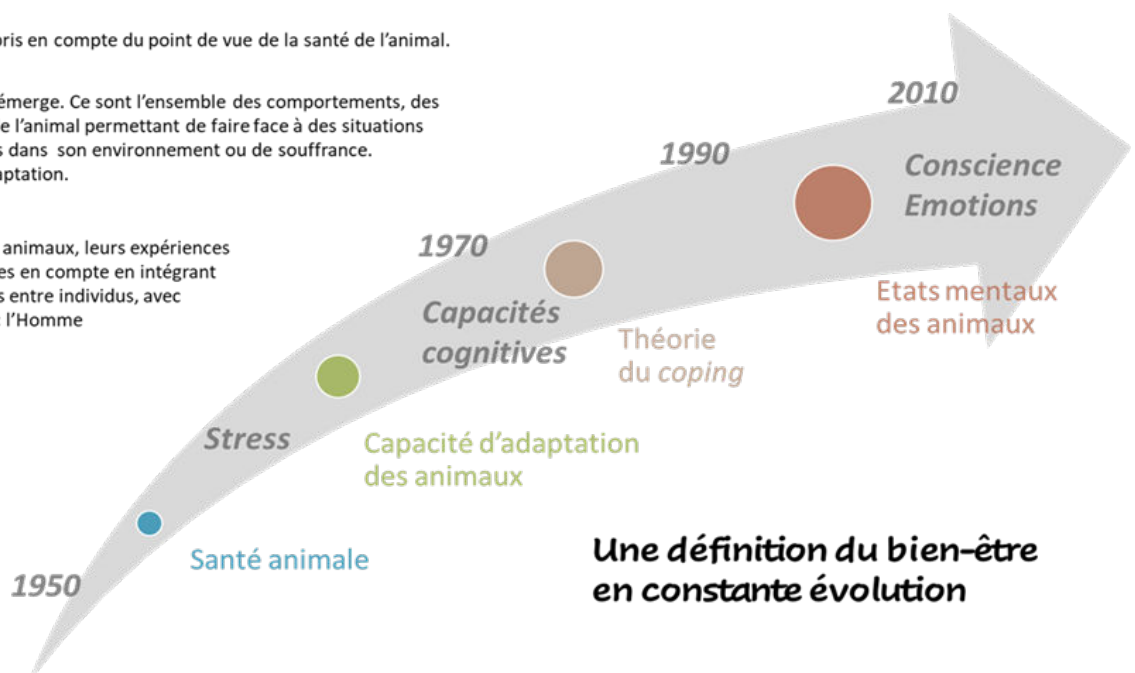 pris en compte du point de vue de la santé de l'animal.
émerge. Ce sont l'ensemble des comportements, des
e l'animal permettant de faire face à des situations
s dans son environnement ou de souffrance.
aptation.
animaux, leurs expériences
es en compte en intégrant
s entre individus, avec
l'Homme
2010
1990
Conscience
Emotions
1970
Etats mentaux
des animaux
Capacités
cognitives
Théorie
du coping
Stress
Capacité d'adaptation
des animaux
Santé animale
1950
Une définition du bien-être
en constante évolution